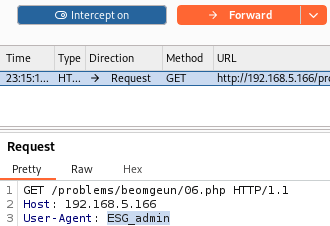 Intercept on
Forward
Time Type Direction Method URL
23:15:1... HT... → Request GET http://192.168.5.166/pro
Request
Pretty Raw Hex
1 GET /problems/beomgeun/06.php HTTP/1.1
2 Host: 192.168.5.166
3 User-Agent: ESG_admin